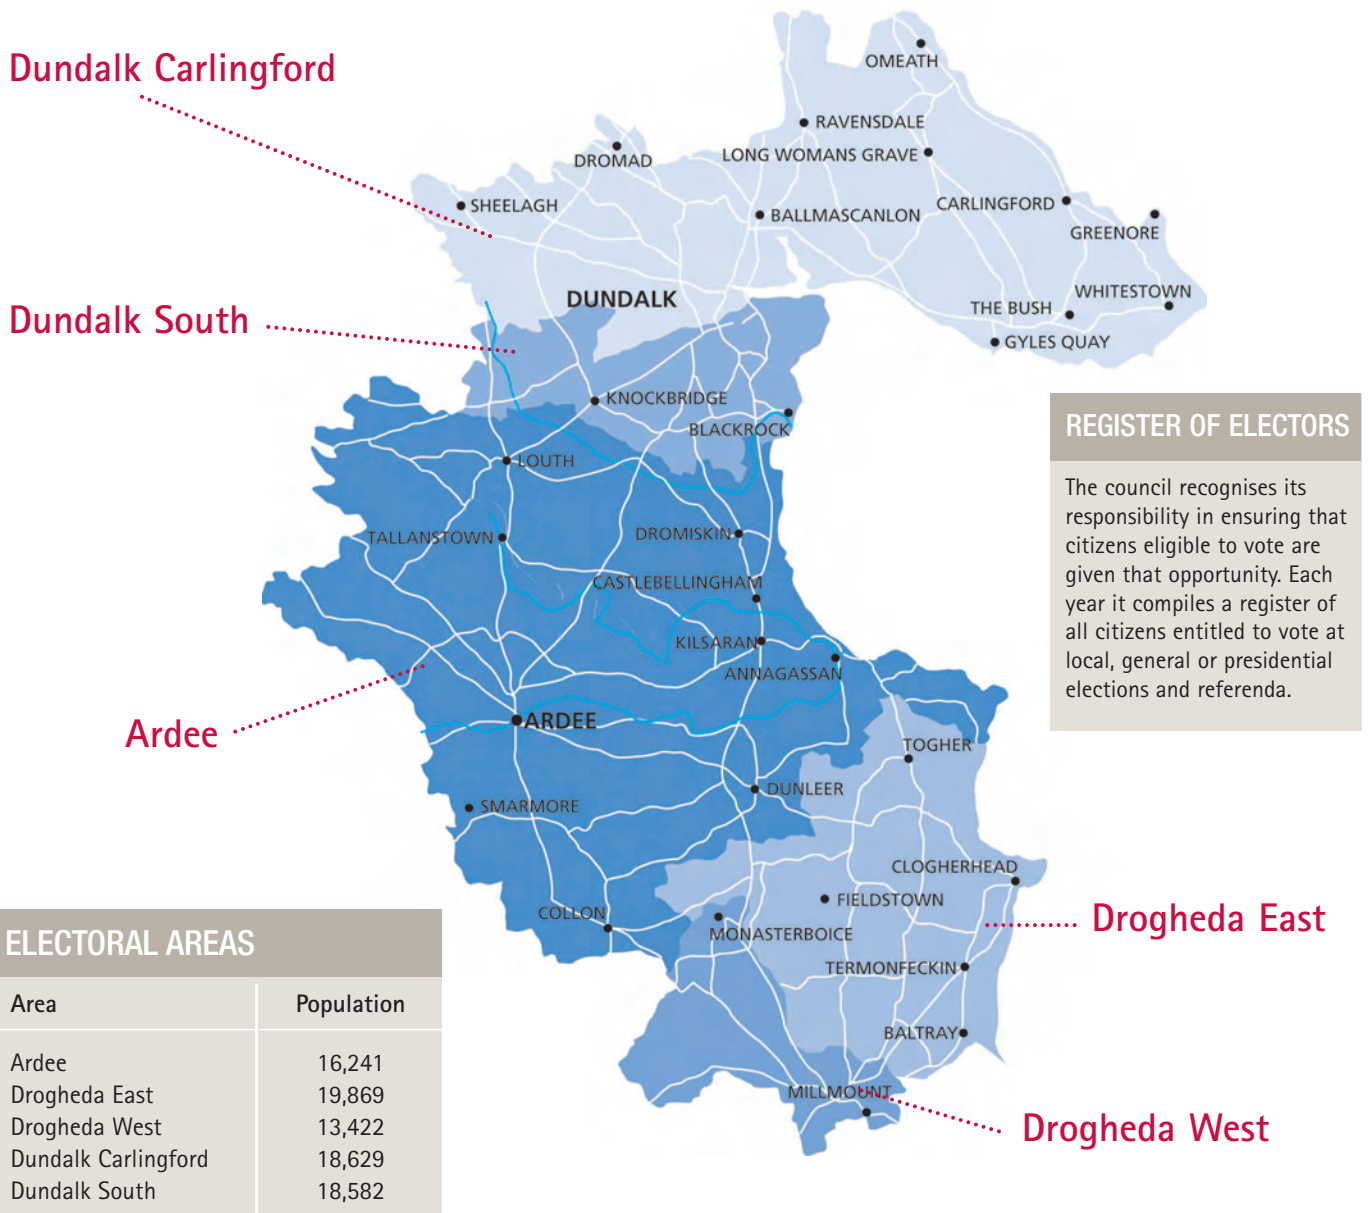 Dundalk Carlingford
OMEATH
RAVENSDALE
DROMAD
LONG WOMANS GRAVE
SHEELAGH
BALLMASCANLON
CARLINGFORD
GREENORE
Dundalk South
DUNDALK
WHITESTOWN
THE BUSH
GYLES QUAY
KNOCKBRIDGE
BLACKROCK
LOUTH
TALLANSTOWN
DROMISKIN
CASTLEBELLINGHAM
KILSARAN
ANNAGASSAN
Ardee
ARDEE
TOGHER
DUNLEER
SMARMORE
CLOGHERHEAD
FIELDSTOWN
COLLON
MONASTERBOICE
Drogheda East
TERMONFECKIN
BALTRAY
MILLMOUNT
Drogheda West
REGISTER OF ELECTORS
The council recognises its
responsibility in ensuring that
citizens eligible to vote are
given that opportunity. Each
year it compiles a register of
all citizens entitled to vote at
local, general or presidential
elections and referenda.
ELECTORAL AREAS
Area Population
Ardee 16,241
Drogheda East 19,869
Drogheda West 13,422
Dundalk Carlingford 18,629
Dundalk South 18,582